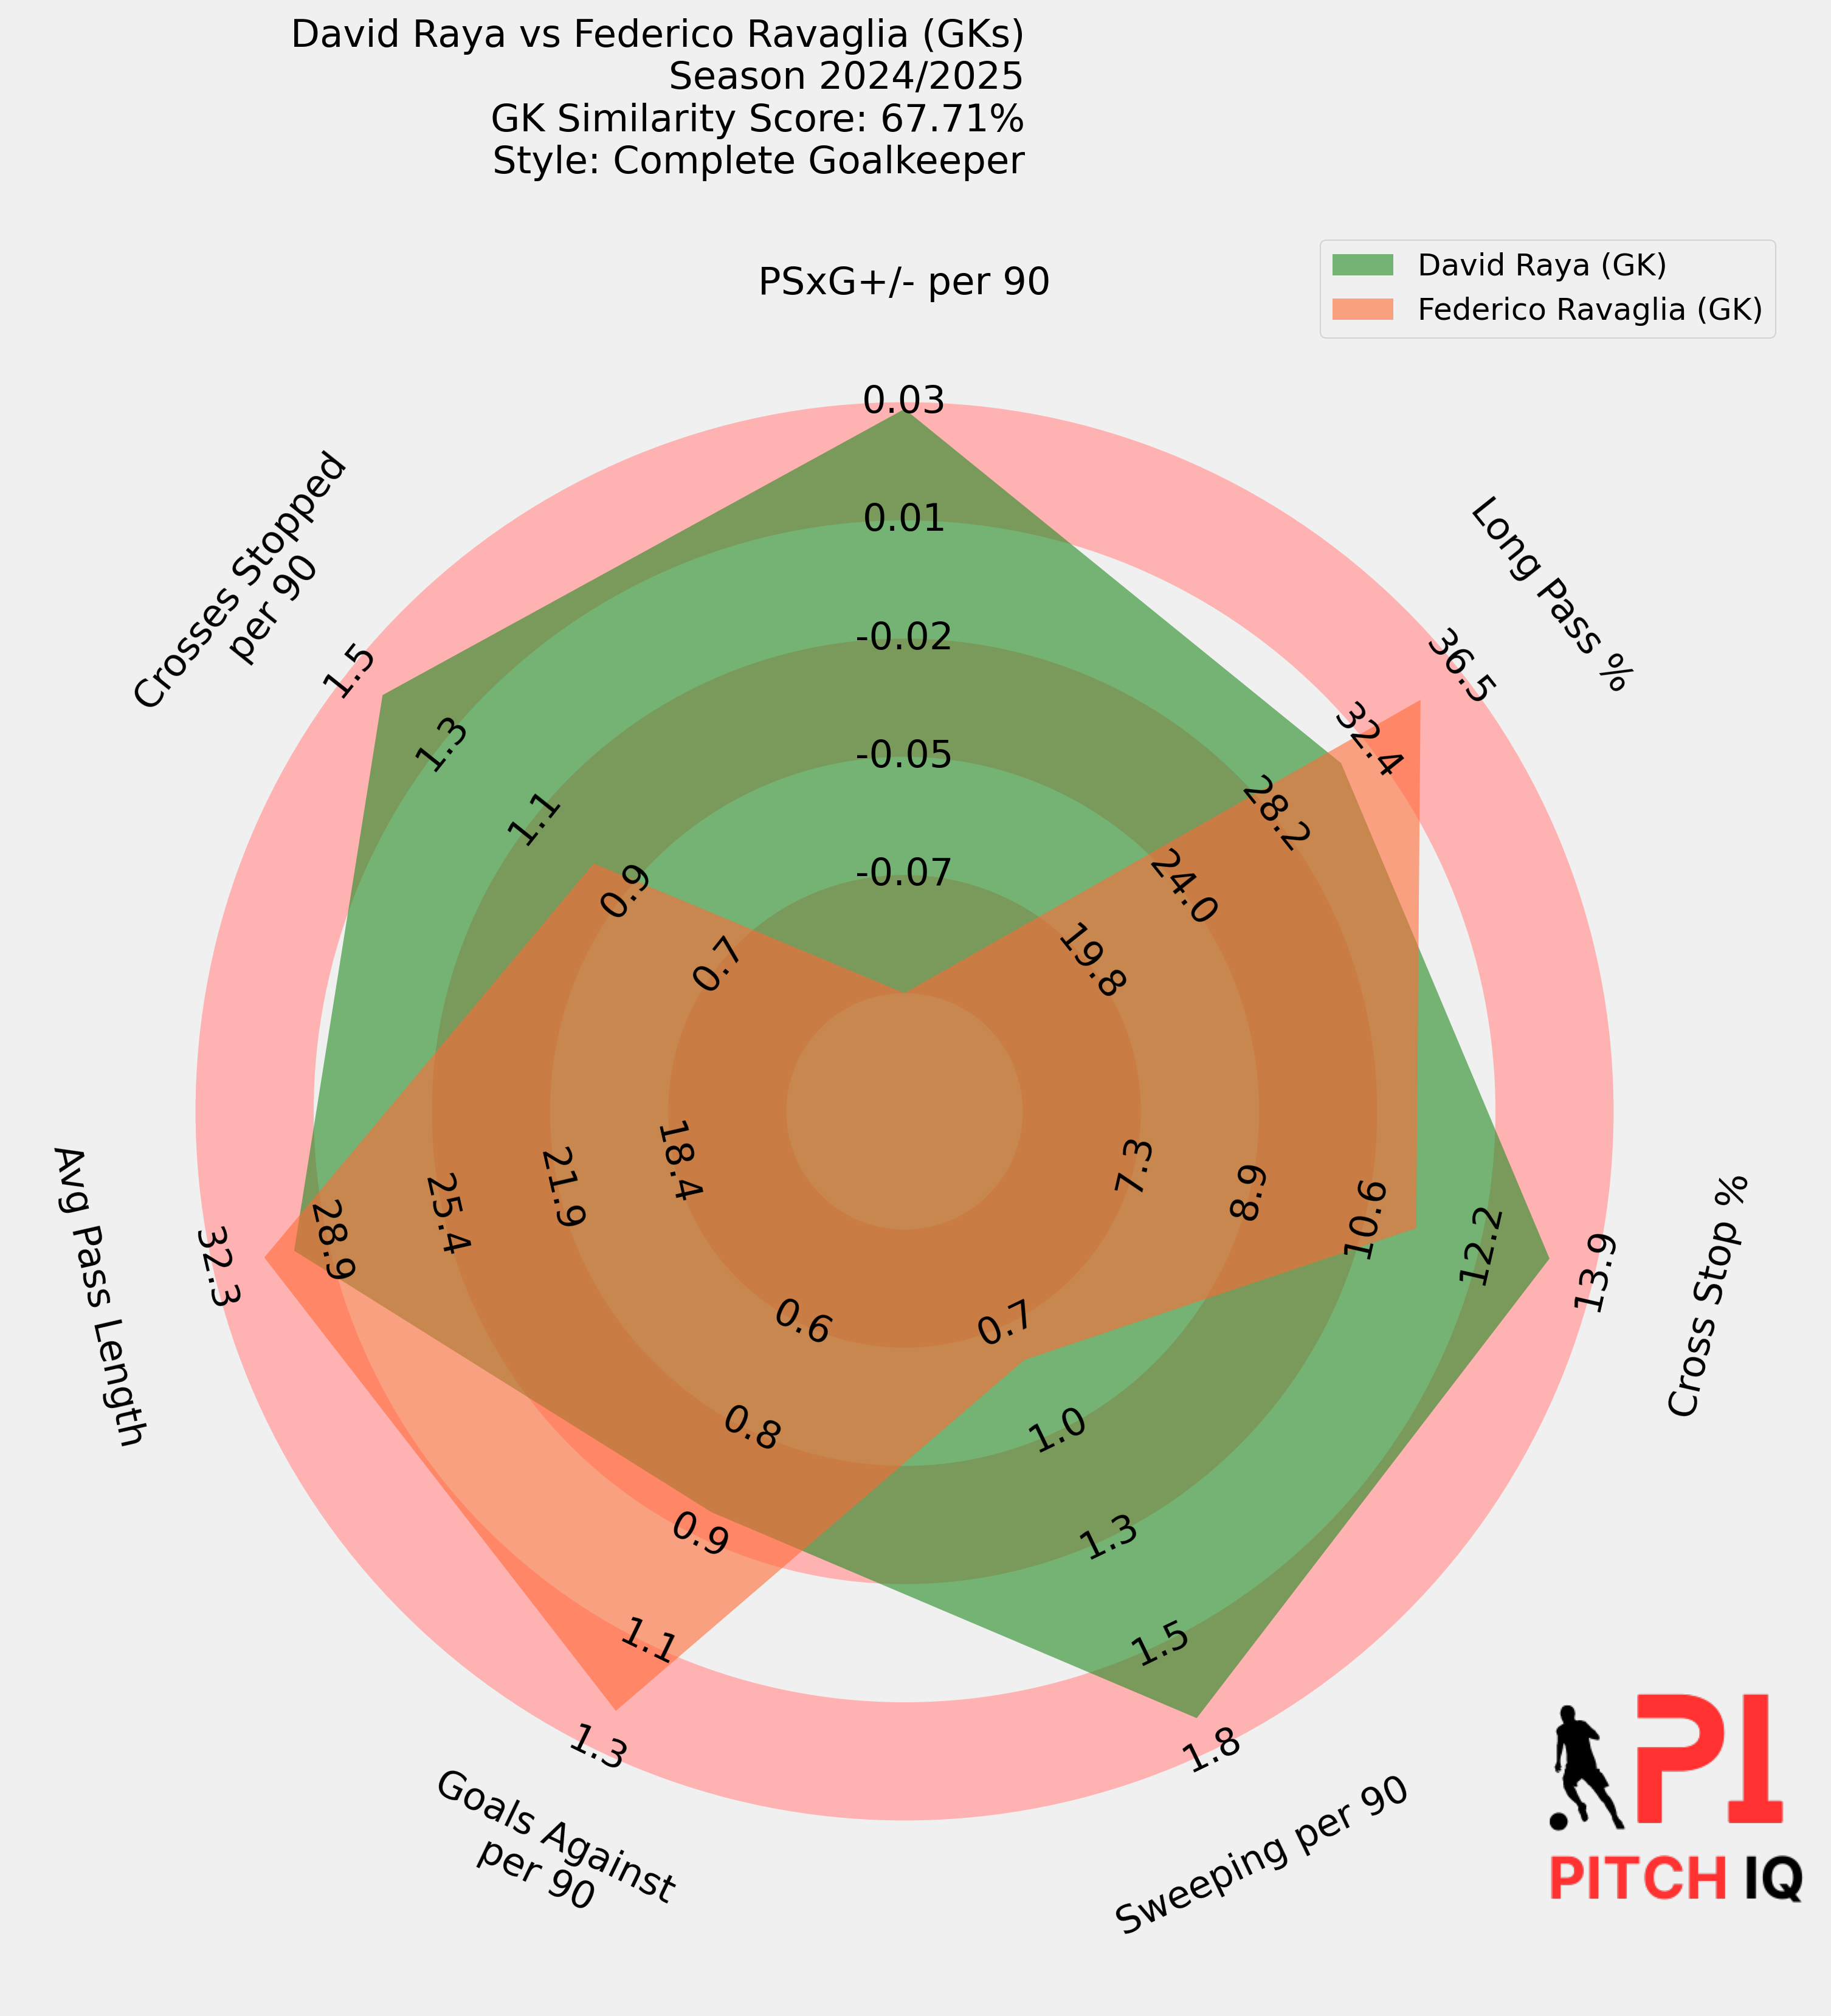 David Raya vs Federico Ravaglia (GKs)
Season 2024/2025
GK Similarity Score: 67.71%
Style: Complete Goalkeeper
David Raya (GK)
Federico Ravaglia (GK)
PSxG+/- per 90
0.03
0.01
-0.02
-0.05
-0.07
Long Pass %
36.5
32.4
28.2
24.0
19.8
Cross Stop %
13.9
12.2
10.6
8.9
7.3
Sweeping per 90
1.8
1.5
1.3
1.0
0.7
Goals Against
per 90
1.3
1.1
0.9
0.8
0.6
Avg Pass Length
32.3
28.9
25.4
21.9
18.4
Crosses Stopped
per 90
1.5
1.3
1.1
0.9
0.7
PI
PITCH IQ